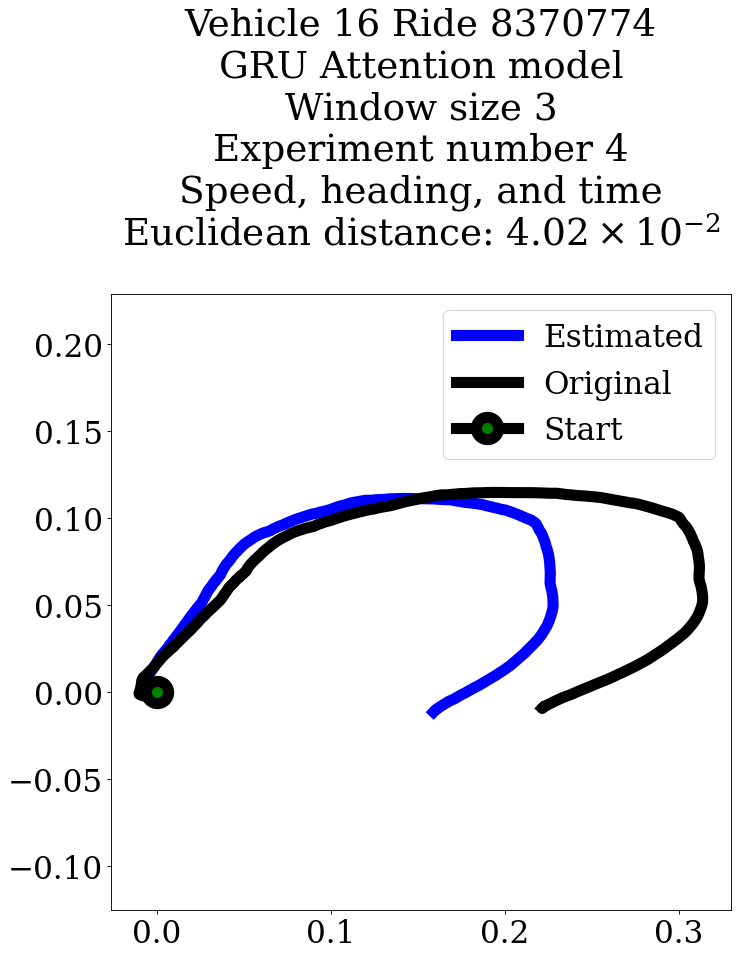 Vehicle 16 Ride 8370774
GRU Attention model
Window size 3
Experiment number 4
Speed, heading, and time
Euclidean distance: 4.02 × 10⁻²
Estimated
Original
Start
0.20
0.15
0.10
0.05
0.00
−0.05
−0.10
0.0 0.1 0.2 0.3